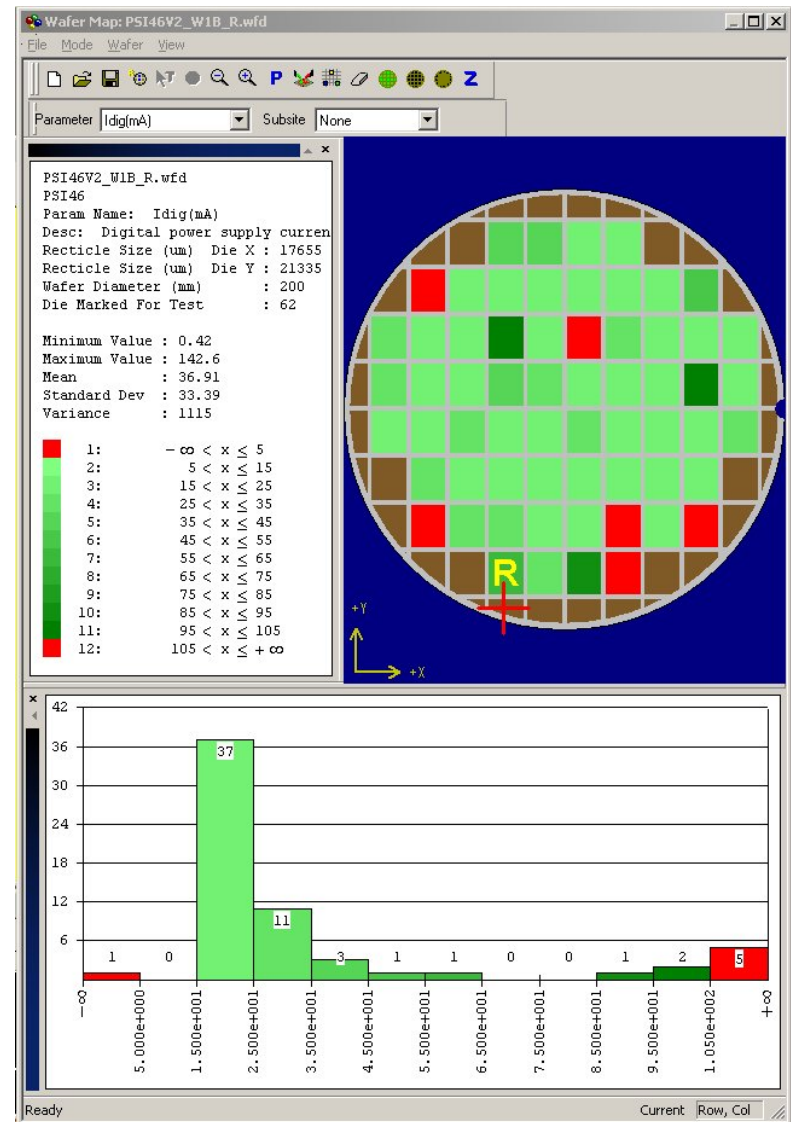 Wafer Map: PSI46V2_W1B_R.wfd
File Mode Wafer View
P Z
Parameter Idig(mA) Subsite None
PSI46V2_W1B_R.wfd
PSI46
Param Name: Idig(mA)
Desc: Digital power supply curren
Recticle Size (um) Die X : 17655
Recticle Size (um) Die Y : 21335
Wafer Diameter (mm) : 200
Die Marked For Test : 62
Minimum Value : 0.42
Maximum Value : 142.6
Mean : 36.91
Standard Dev : 33.39
Variance : 1115
1: -∞ < x ≤ 5
2: 5 < x ≤ 15
3: 15 < x ≤ 25
4: 25 < x ≤ 35
5: 35 < x ≤ 45
6: 45 < x ≤ 55
7: 55 < x ≤ 65
8: 65 < x ≤ 75
9: 75 < x ≤ 85
10: 85 < x ≤ 95
11: 95 < x ≤ 105
12: 105 < x ≤ +∞
R
+Y
+X
42
36
30
24
18
12
6
1 0 37 11 3 1 1 0 0 1 2 5
-∞ 5.000e+000 1.500e+001 2.500e+001 3.500e+001 4.500e+001 5.500e+001 6.500e+001 7.500e+001 8.500e+001 9.500e+001 1.050e+002 +∞
Ready Current Row, Col